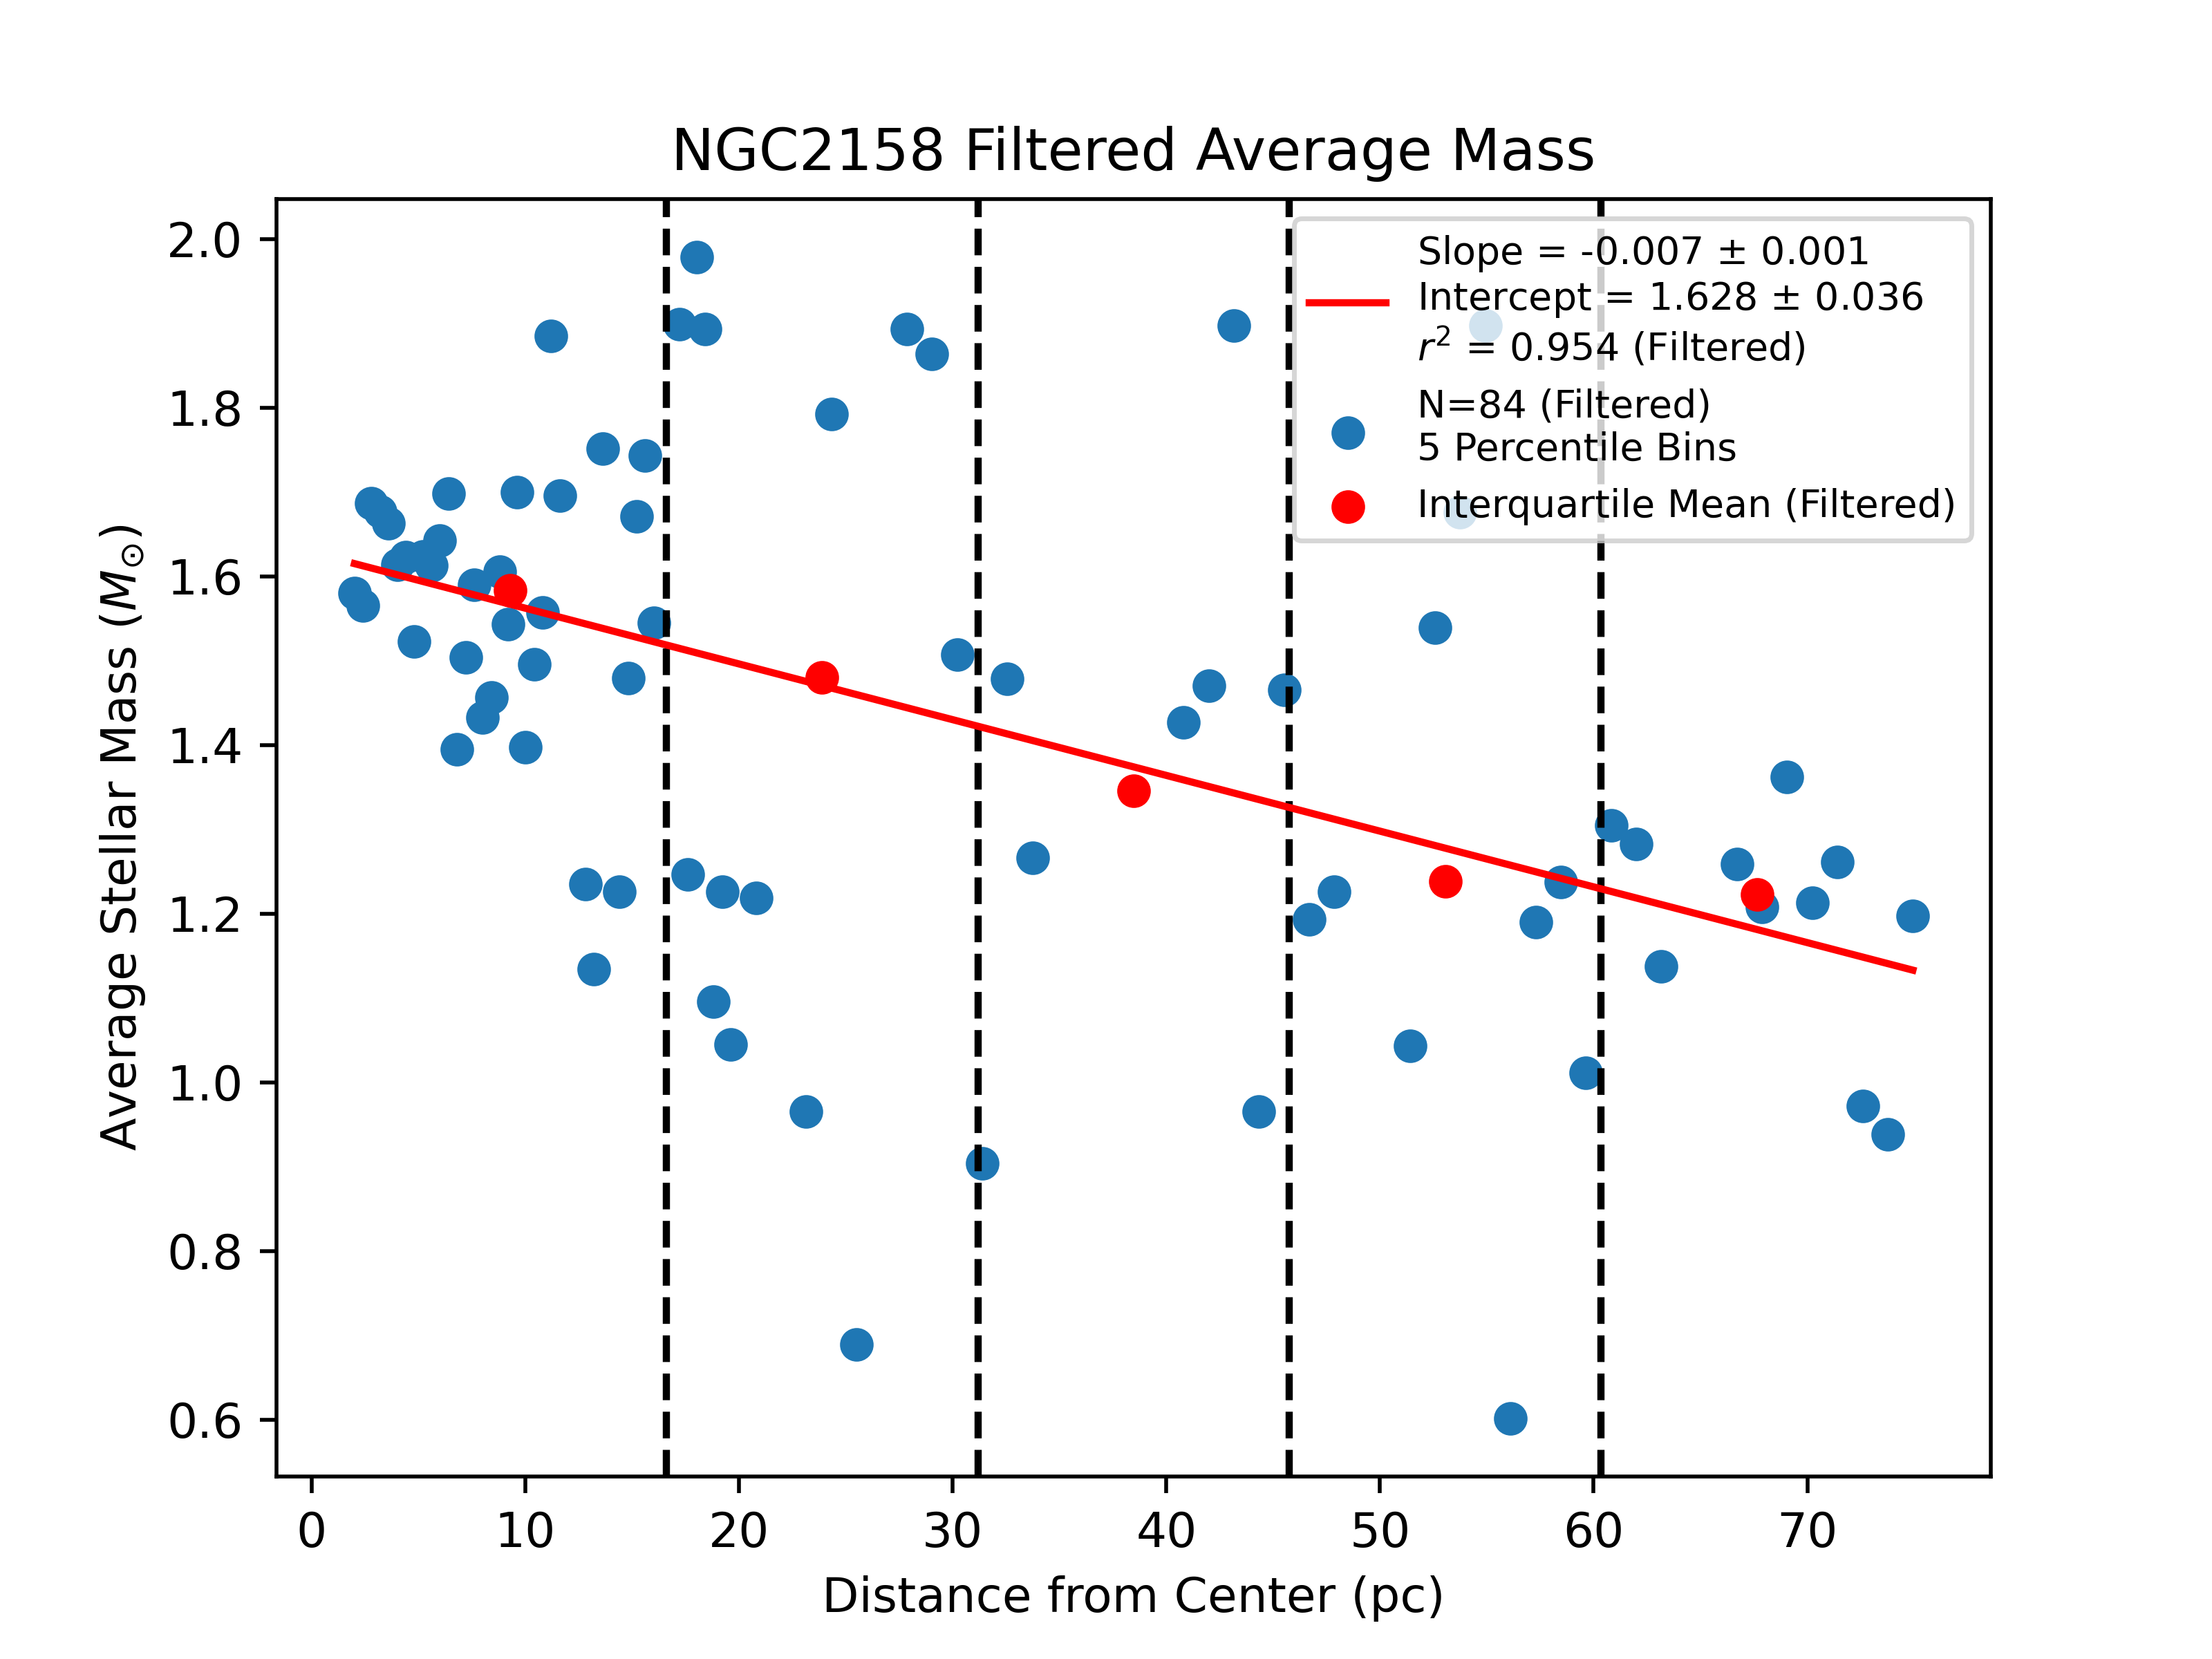 NGC2158 Filtered Average Mass
Average Stellar Mass (M☉)
2.0
1.8
1.6
1.4
1.2
1.0
0.8
0.6
Slope = -0.007 ± 0.001
Intercept = 1.628 ± 0.036
r² = 0.954 (Filtered)
N=84 (Filtered)
5 Percentile Bins
Interquartile Mean (Filtered)
0 10 20 30 40 50 60 70
Distance from Center (pc)